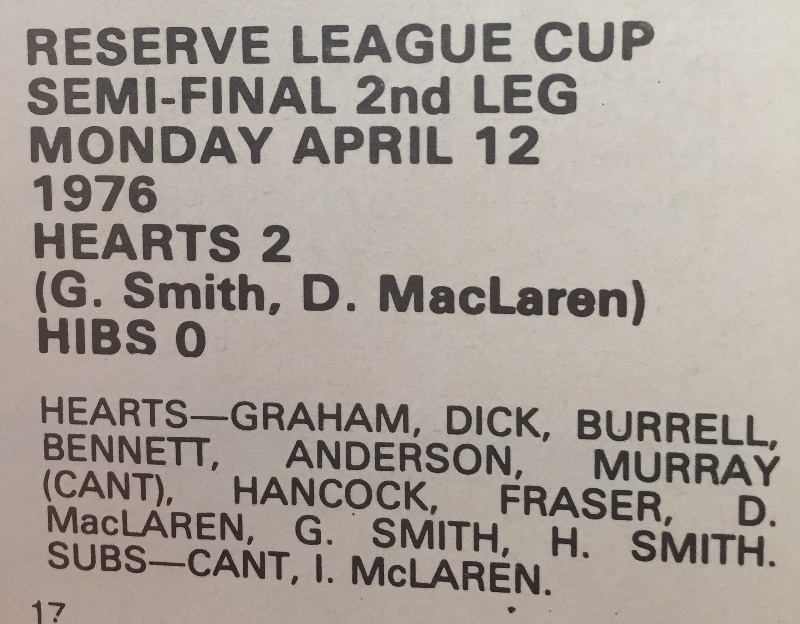 RESERVE LEAGUE CUP
SEMI-FINAL 2nd LEG
MONDAY APRIL 12
1976
HEARTS 2
(G. Smith, D. MacLaren)
HIBS 0
HEARTS—GRAHAM, DICK, BURRELL,
BENNETT, ANDERSON, MURRAY
(CANT), HANCOCK, FRASER, D.
MacLAREN, G. SMITH, H. SMITH.
SUBS—CANT, I. McLAREN.
17